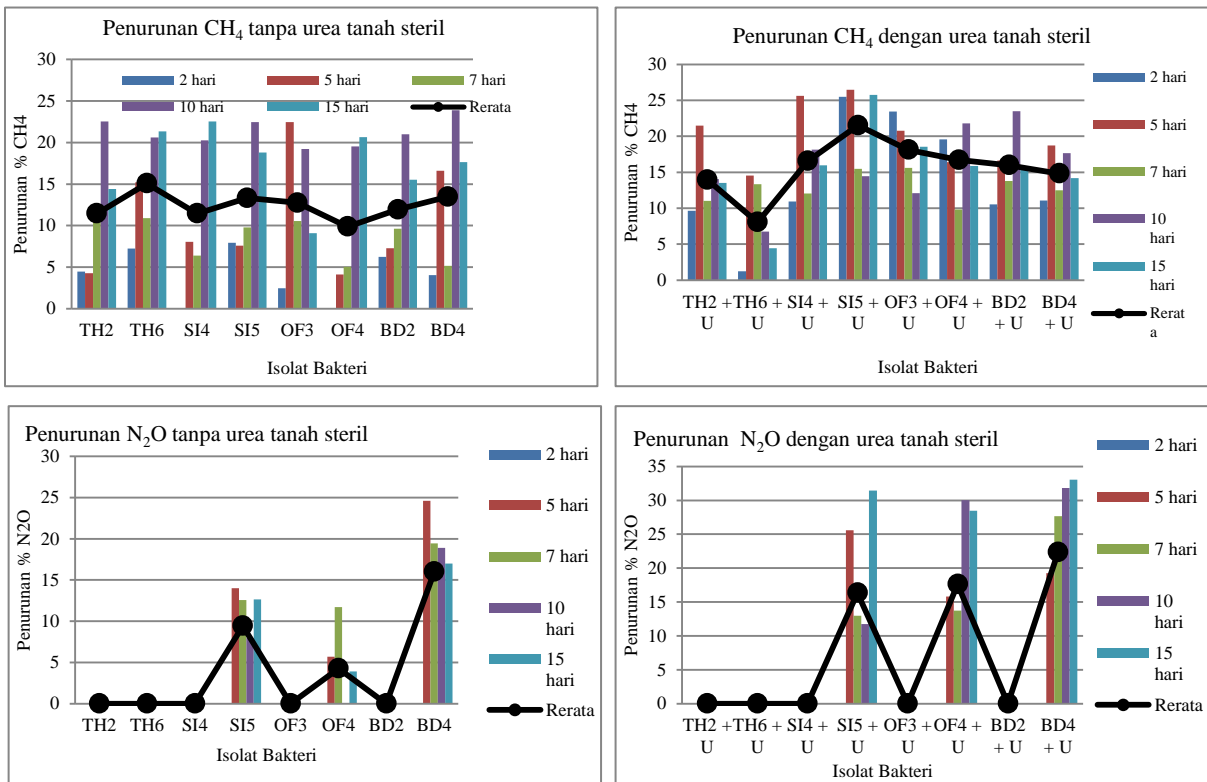 Penurunan CH4 tanpa urea tanah steril
Penurunan % CH4
30
25
20
15
10
5
0
2 hari
5 hari
7 hari
10 hari
15 hari
Rerata
TH2 TH6 SI4 SI5 OF3 OF4 BD2 BD4
Isolat Bakteri
Penurunan CH4 dengan urea tanah steril
Penurunan % CH4
30
25
20
15
10
5
0
2 hari
5 hari
7 hari
10
hari
15
hari
Rerat
a
TH2 + TH6 + SI4 + SI5 + OF3 + OF4 + BD2 BD4
U U U U U U + U + U
Isolat Bakteri
Penurunan N2O tanpa urea tanah steril
Penurunan % N2O
30
25
20
15
10
5
0
2 hari
5 hari
7 hari
10
hari
15
hari
Rerata
TH2 TH6 SI4 SI5 OF3 OF4 BD2 BD4
Isolat Bakteri
Penurunan N2O dengan urea tanah steril
Penurunan % N2O
35
30
25
20
15
10
5
0
2 hari
5 hari
7 hari
10
hari
15
hari
Rerata
TH2 + TH6 + SI4 + SI5 + OF3 + OF4 + BD2 BD4
U U U U U U + U + U
Isolat Bakteri